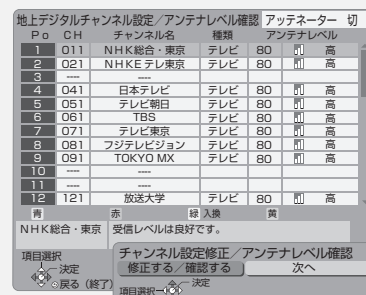 地上デジタルチャンネル設定/アンテナレベル確認 アッテネーター 切
Po CH チャンネル名 種類 アンテナレベル
1 011 NHK総合・東京 テレビ 80 高
2 021 NHKEテレ東京 テレビ 80 高
3 ---- ----
4 041 日本テレビ テレビ 80 高
5 051 テレビ朝日 テレビ 80 高
6 061 TBS テレビ 80 高
7 071 テレビ東京 テレビ 80 高
8 081 フジテレビジョン テレビ 80 高
9 091 TOKYO MX テレビ 80 高
10 ---- ----
11 ---- ----
12 121 放送大学 テレビ 80 高
青 赤 緑 入換 黄
NHK総合・東京 受信レベルは良好です。
項目選択
決定
戻る(終了)
チャンネル設定修正/アンテナレベル確認
修正する/確認する 次へ
項目選択 決定